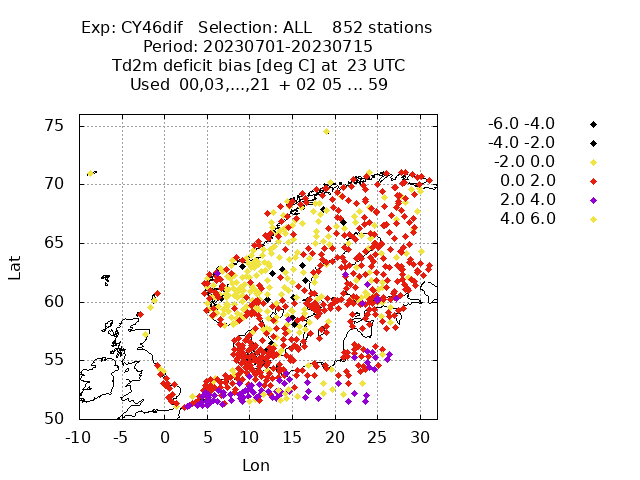 Exp: CY46dif   Selection: ALL    852 stations
Period: 20230701-20230715
Td2m deficit bias [deg C] at  23 UTC
Used  00,03,...,21  + 02 05 ... 59
-6.0 -4.0
-4.0 -2.0
-2.0 0.0
0.0 2.0
2.0 4.0
4.0 6.0
75
70
65
60
55
50
Lat
-10 -5 0 5 10 15 20 25 30
Lon